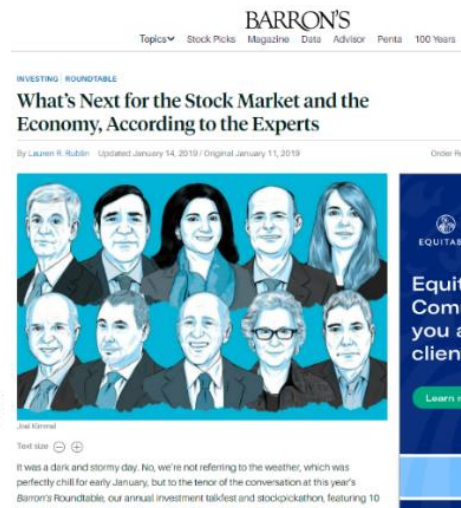 BARRON'S
Topics Stock Picks Magazine Data Advisor Penta 100 Years
INVESTING ROUNDTABLE
What's Next for the Stock Market and the
Economy, According to the Experts
By Lauren R. Rublin Updated January 14, 2019 / Original January 11, 2019
Order Re
EQUITAB
Equit
Com
you a
clien
Learn m
Joel Kimmel
Text size
It was a dark and stormy day. No, we're not referring to the weather, which was
perfectly chill for early January, but to the tenor of the conversation at this year's
Barron's Roundtable, our annual investment talkfest and stockpickathon, featuring 10